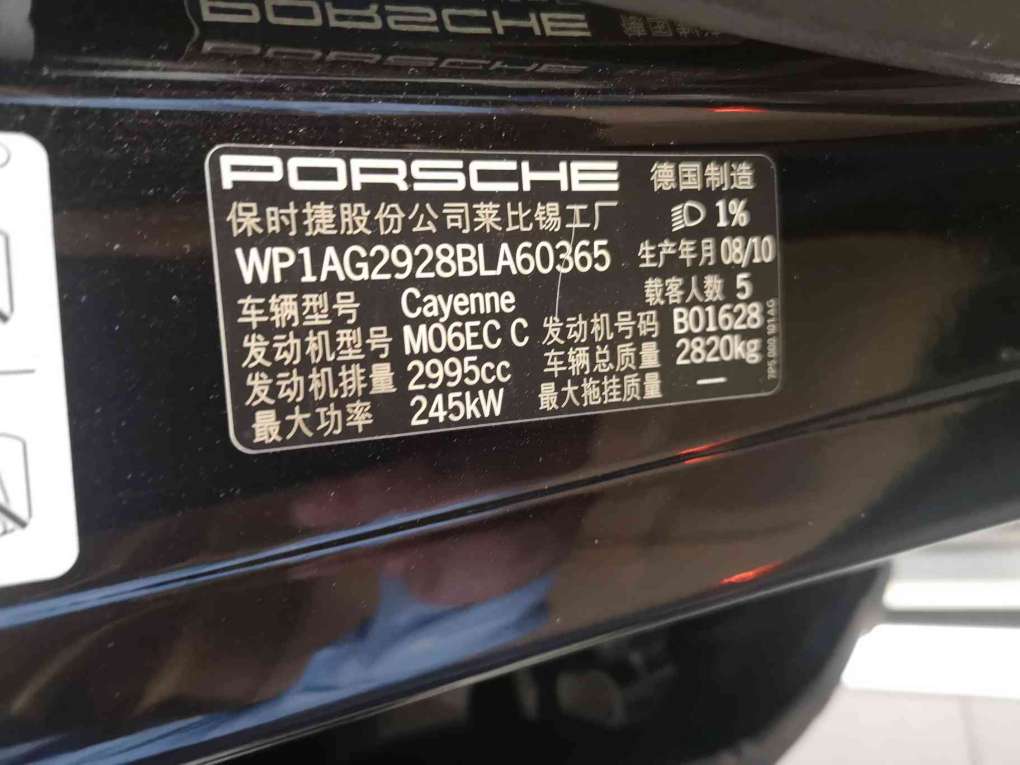 PORSCHE 德国制造
保时捷股份公司莱比锡工厂 1%
WP1AG2928BLA60365 生产年月 08/10
载客人数 5
车辆型号 Cayenne
发动机型号 M06EC C 发动机号码 B01628
发动机排量 2995cc 车辆总质量 2820kg
最大功率 245kW 最大拖挂质量 —